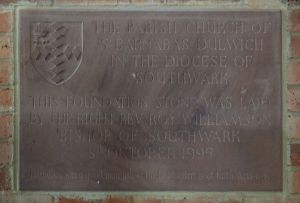 THE PARISH CHURCH OF
ST BARNABAS DULWICH
IN THE DIOCESE OF
SOUTHWARK
THIS FOUNDATION STONE WAS LAID
BY THE RIGHT REV ROY WILLIAMSON
BISHOP OF SOUTHWARK
OCTOBER 1995